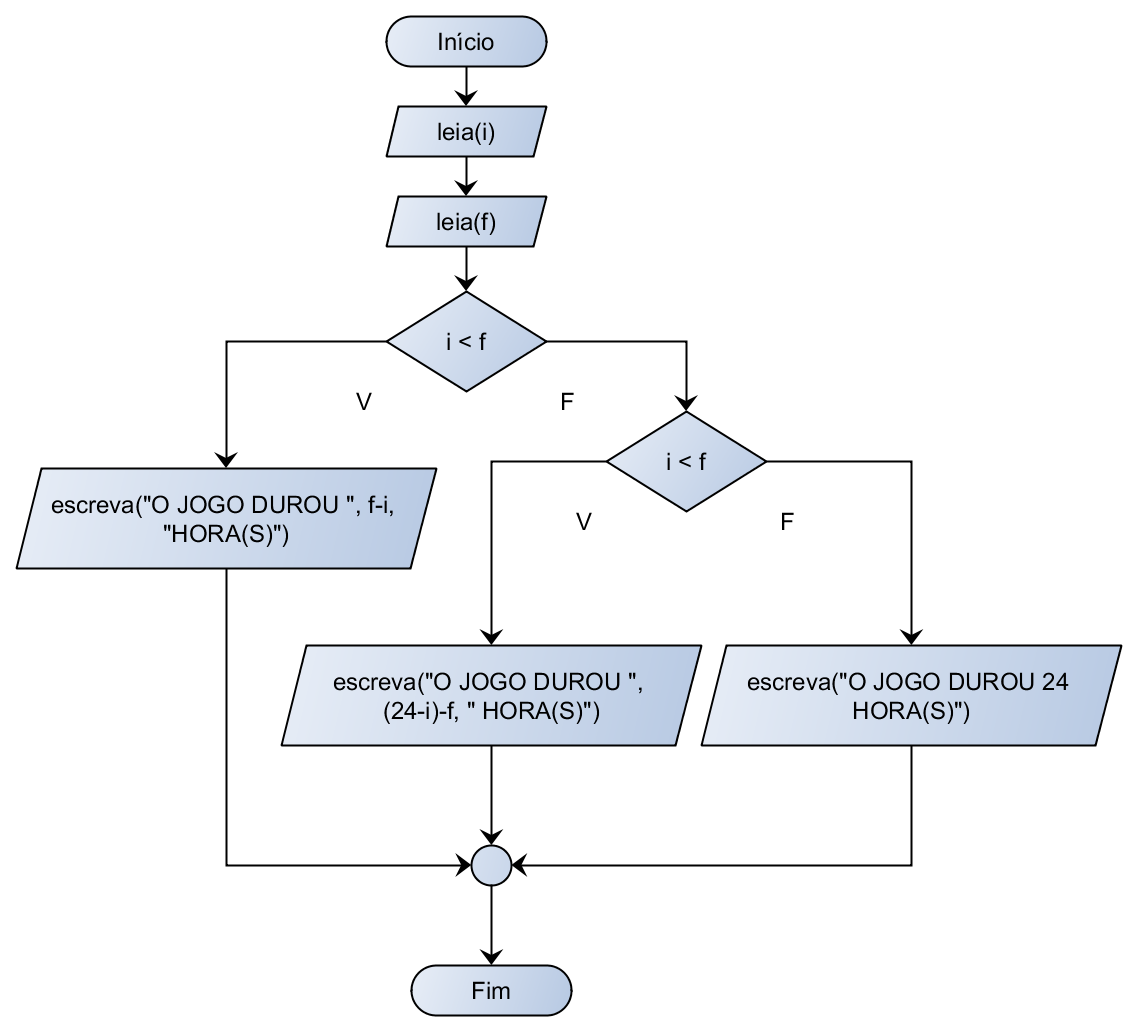 Início
leia(i)
leia(f)
i < f
V
F
i < f
V
F
escreva("O JOGO DUROU ", f-i,
"HORA(S)")
escreva("O JOGO DUROU ",
(24-i)-f, " HORA(S)")
escreva("O JOGO DUROU 24
HORA(S)")
Fim